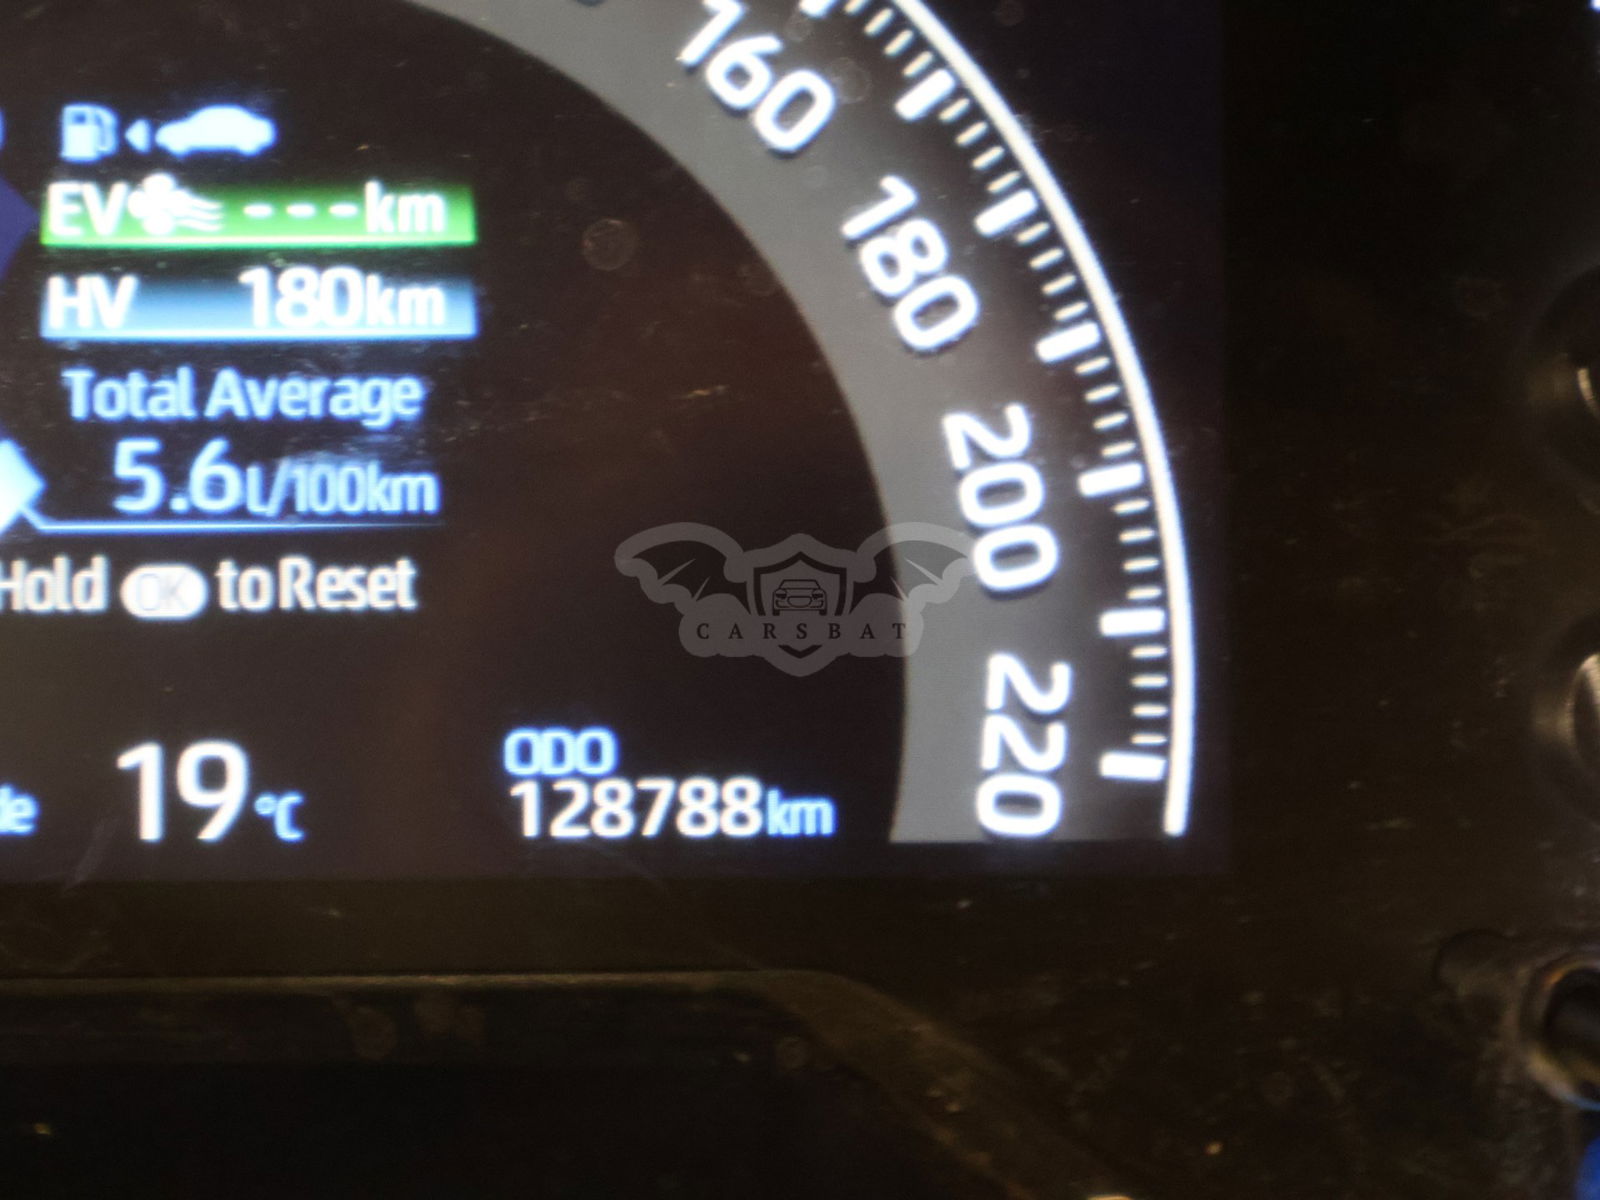 160
180
200
220
EV ---km
HV 180km
Total Average
5.6 L/100km
Hold OK to Reset
CARSBAT
19°C
ODO
128788km